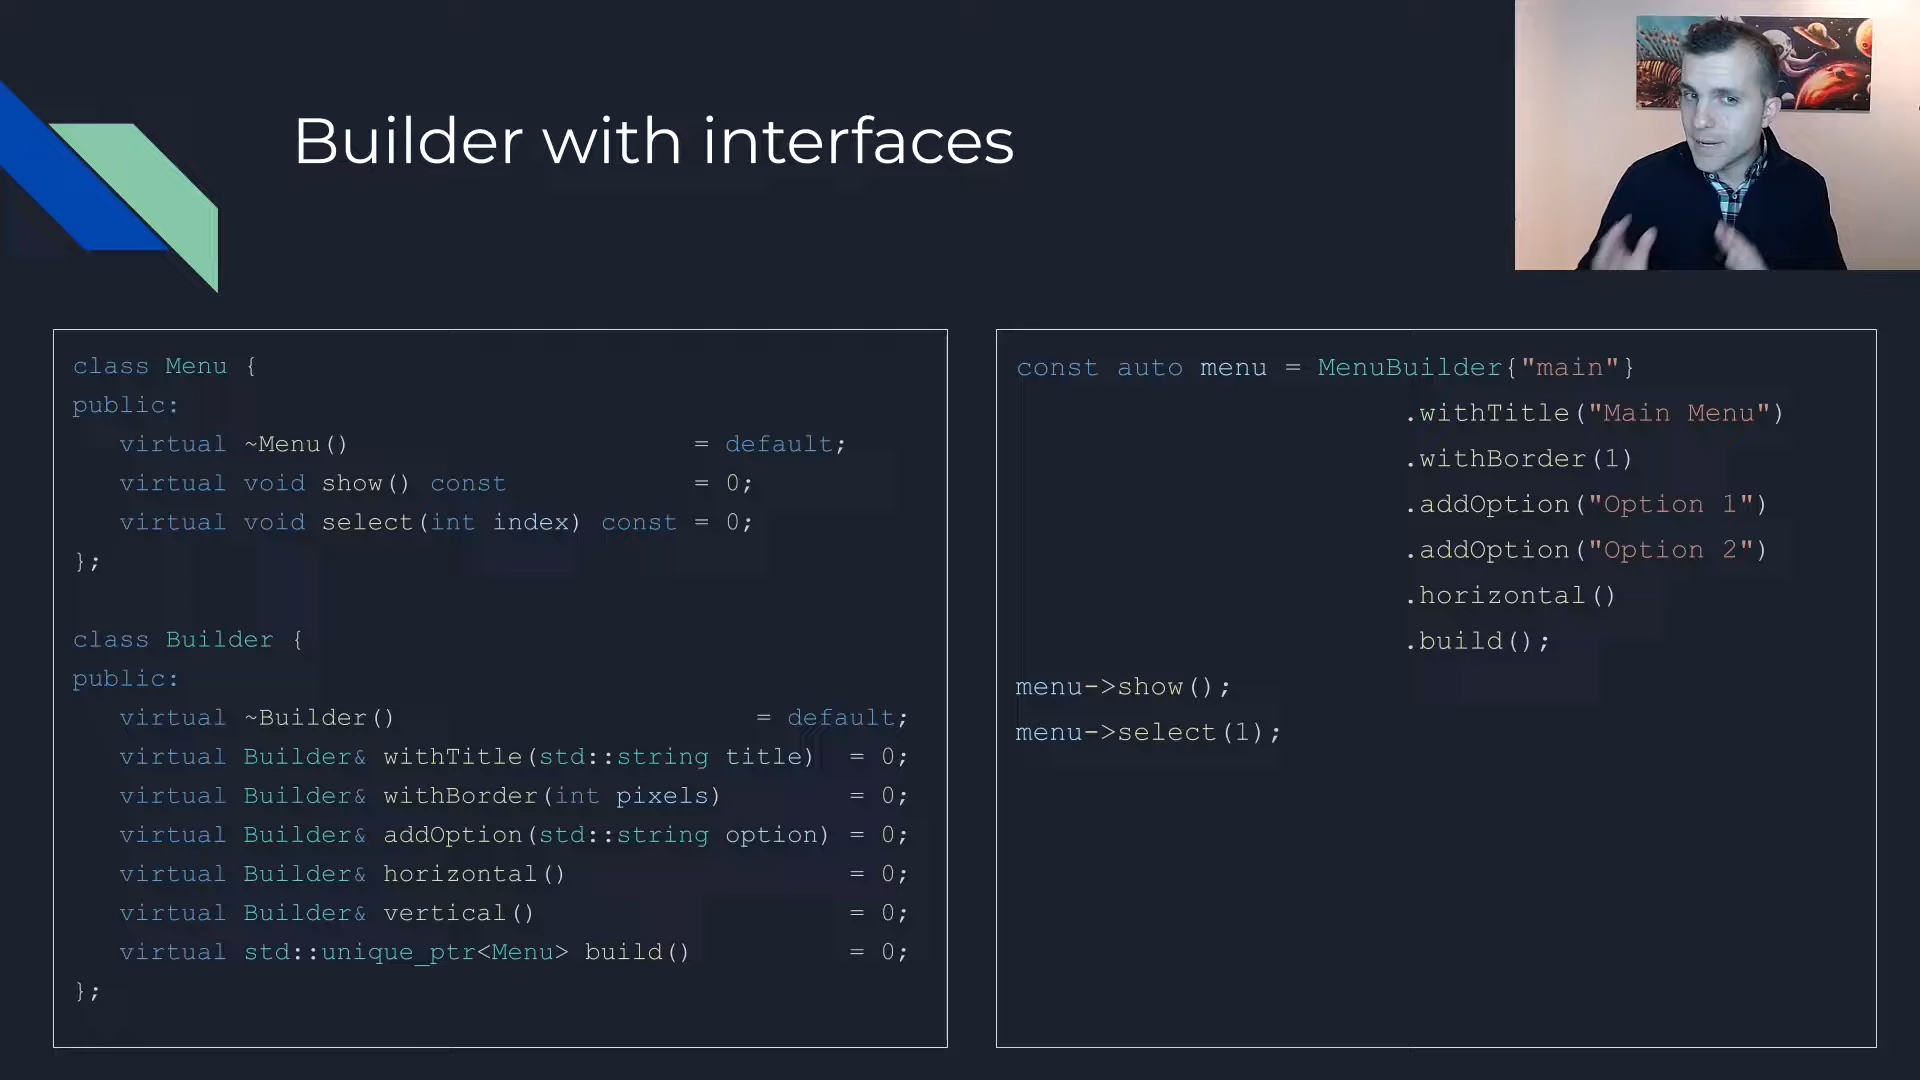 Builder with interfaces
class Menu {
public:
   virtual ~Menu()                      = default;
   virtual void show() const            = 0;
   virtual void select(int index) const = 0;
};
class Builder {
public:
   virtual ~Builder()                       = default;
   virtual Builder& withTitle(std::string title)  = 0;
   virtual Builder& withBorder(int pixels)        = 0;
   virtual Builder& addOption(std::string option) = 0;
   virtual Builder& horizontal()                  = 0;
   virtual Builder& vertical()                    = 0;
   virtual std::unique_ptr<Menu> build()          = 0;
};
const auto menu = MenuBuilder{"main"}
                       .withTitle("Main Menu")
                       .withBorder(1)
                       .addOption("Option 1")
                       .addOption("Option 2")
                       .horizontal()
                       .build();
menu->show();
menu->select(1);